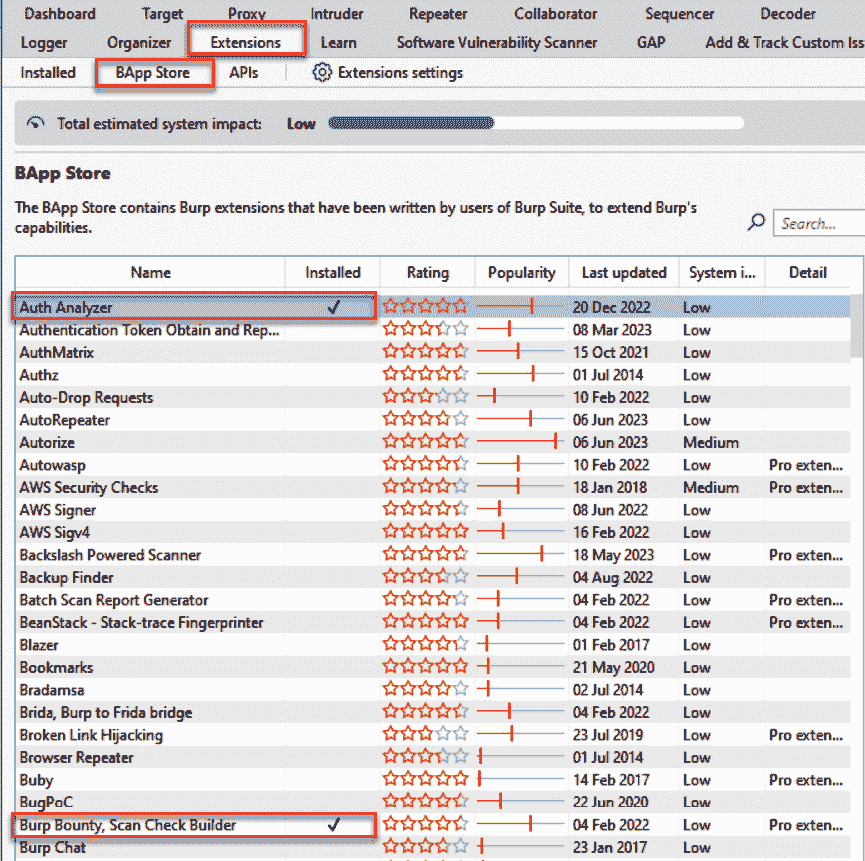 Dashboard Target Proxy Intruder Repeater Collaborator Sequencer Decoder
Logger Organizer Extensions Learn Software Vulnerability Scanner GAP Add & Track Custom Iss
Installed BApp Store APIs Extensions settings
Total estimated system impact: Low
BApp Store
The BApp Store contains Burp extensions that have been written by users of Burp Suite, to extend Burp's
capabilities.
Search...
Name Installed Rating Popularity Last updated System i... Detail
Auth Analyzer ✓ 20 Dec 2022 Low
Authentication Token Obtain and Rep... 08 Mar 2023 Low
AuthMatrix 15 Oct 2021 Low
Authz 01 Jul 2014 Low
Auto-Drop Requests 10 Feb 2022 Low
AutoRepeater 06 Jun 2023 Low
Autorize 06 Jun 2023 Medium
Autowasp 10 Feb 2022 Low Pro exten...
AWS Security Checks 18 Jan 2018 Medium Pro exten...
AWS Signer 08 Jun 2022 Low
AWS Sigv4 16 Feb 2022 Low
Backslash Powered Scanner 18 May 2023 Low Pro exten...
Backup Finder 04 Aug 2022 Low
Batch Scan Report Generator 04 Feb 2022 Low Pro exten...
BeanStack - Stack-trace Fingerprinter 04 Feb 2022 Low Pro exten...
Blazer 01 Feb 2017 Low
Bookmarks 21 May 2020 Low
Bradamsa 02 Jul 2014 Low
Brida, Burp to Frida bridge 04 Feb 2022 Low
Broken Link Hijacking 23 Jul 2019 Low Pro exten...
Browser Repeater 01 Jul 2014 Low
Buby 14 Feb 2017 Low Pro exten...
BugPoC 22 Jun 2020 Low
Burp Bounty, Scan Check Builder ✓ 04 Feb 2022 Low Pro exten...
Burp Chat 23 Jan 2017 Low